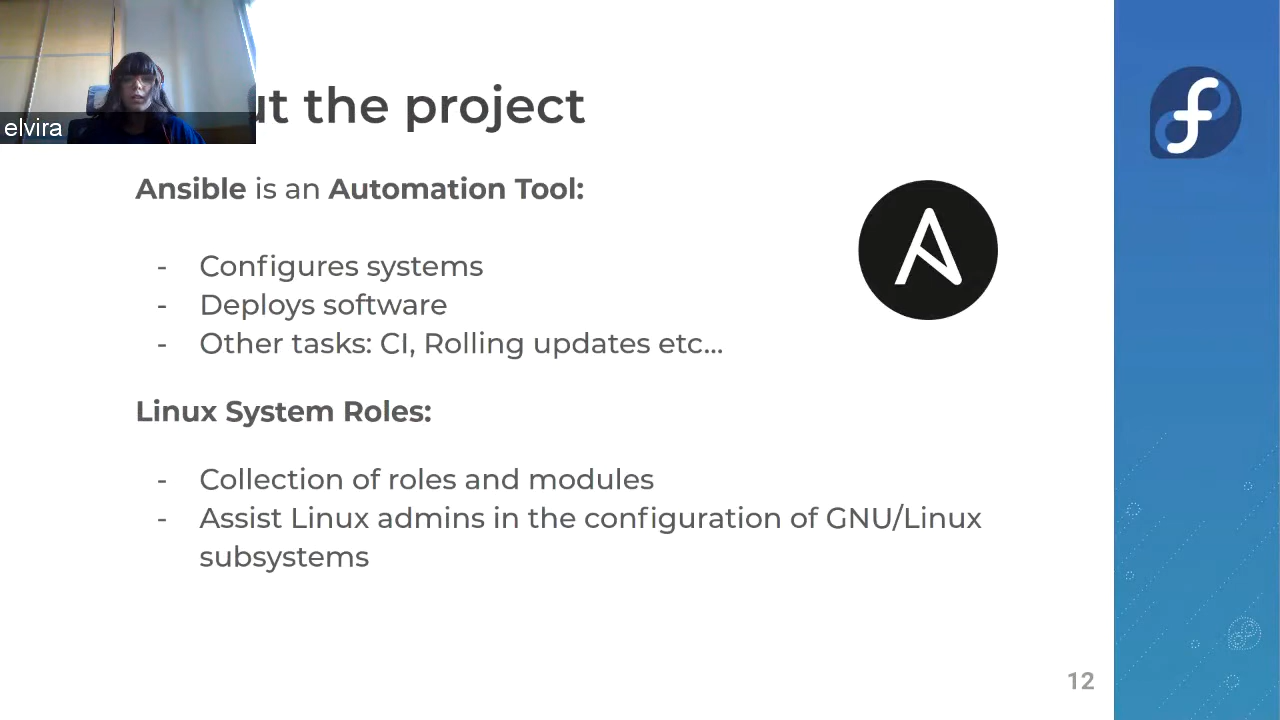 ut the project
elvira
Ansible is an Automation Tool:
- Configures systems
- Deploys software
- Other tasks: CI, Rolling updates etc...
Linux System Roles:
- Collection of roles and modules
- Assist Linux admins in the configuration of GNU/Linux
subsystems
12